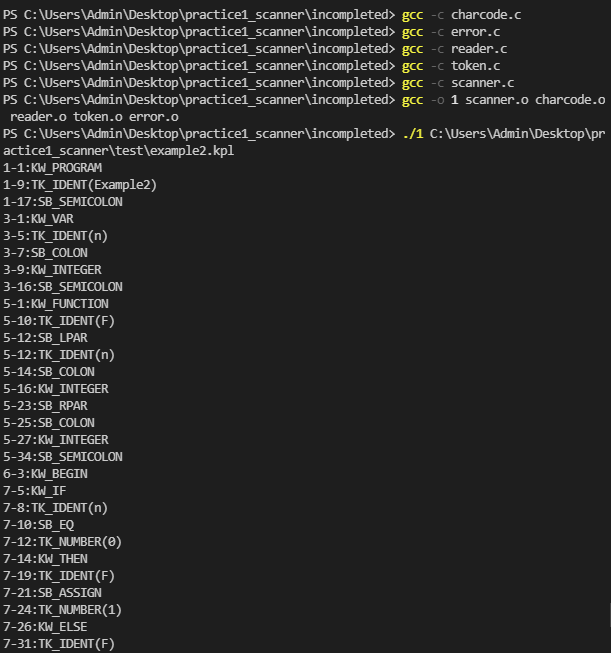 PS C:\Users\Admin\Desktop\practice1_scanner\incompleted> gcc -c charcode.c
PS C:\Users\Admin\Desktop\practice1_scanner\incompleted> gcc -c error.c
PS C:\Users\Admin\Desktop\practice1_scanner\incompleted> gcc -c reader.c
PS C:\Users\Admin\Desktop\practice1_scanner\incompleted> gcc -c token.c
PS C:\Users\Admin\Desktop\practice1_scanner\incompleted> gcc -c scanner.c
PS C:\Users\Admin\Desktop\practice1_scanner\incompleted> gcc -o 1 scanner.o charcode.o
 reader.o token.o error.o
PS C:\Users\Admin\Desktop\practice1_scanner\incompleted> ./1 C:\Users\Admin\Desktop\pr
actice1_scanner\test\example2.kpl
1-1:KW_PROGRAM
1-9:TK_IDENT(Example2)
1-17:SB_SEMICOLON
3-1:KW_VAR
3-5:TK_IDENT(n)
3-7:SB_COLON
3-9:KW_INTEGER
3-16:SB_SEMICOLON
5-1:KW_FUNCTION
5-10:TK_IDENT(F)
5-12:SB_LPAR
5-12:TK_IDENT(n)
5-14:SB_COLON
5-16:KW_INTEGER
5-23:SB_RPAR
5-25:SB_COLON
5-27:KW_INTEGER
5-34:SB_SEMICOLON
6-3:KW_BEGIN
7-5:KW_IF
7-8:TK_IDENT(n)
7-10:SB_EQ
7-12:TK_NUMBER(0)
7-14:KW_THEN
7-19:TK_IDENT(F)
7-21:SB_ASSIGN
7-24:TK_NUMBER(1)
7-26:KW_ELSE
7-31:TK_IDENT(F)